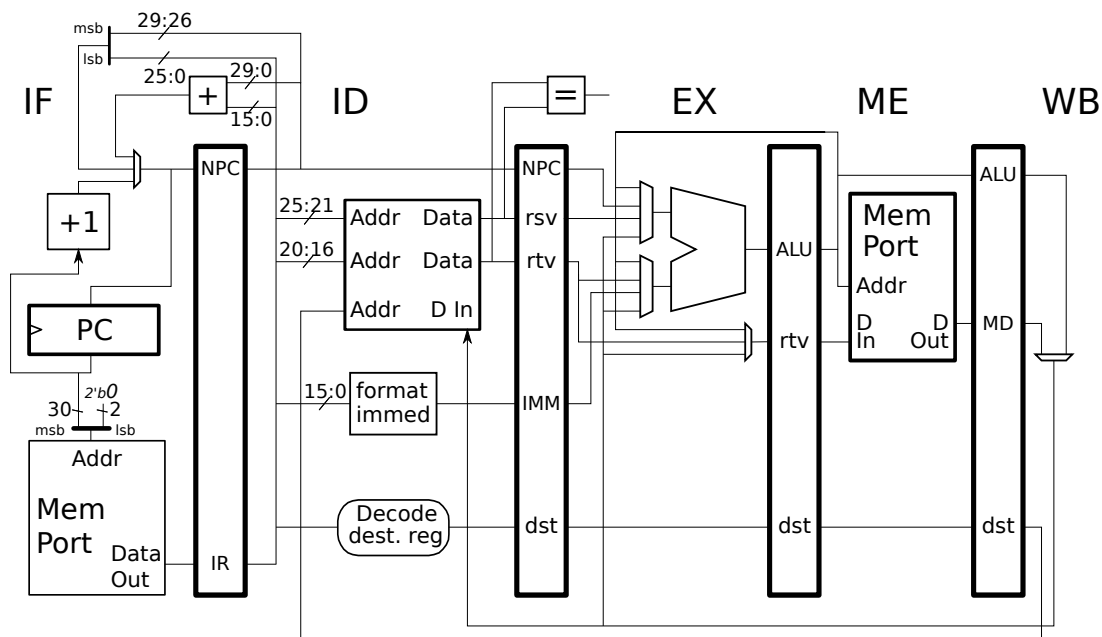 29:26
msb
lsb
25:0
29:0
15:0
+
=
IF
ID
EX
ME
WB
NPC
NPC
ALU
+1
25:21
Addr
Data
rsv
Mem
Port
20:16
Addr
Data
rtv
ALU
Addr
Addr
D In
PC
D
In
D
Out
MD
rtv
2'b0
30
2
msb
lsb
15:0
format
immed
IMM
Addr
Mem
Port
Data
Out
IR
Decode
dest. reg
dst
dst
dst